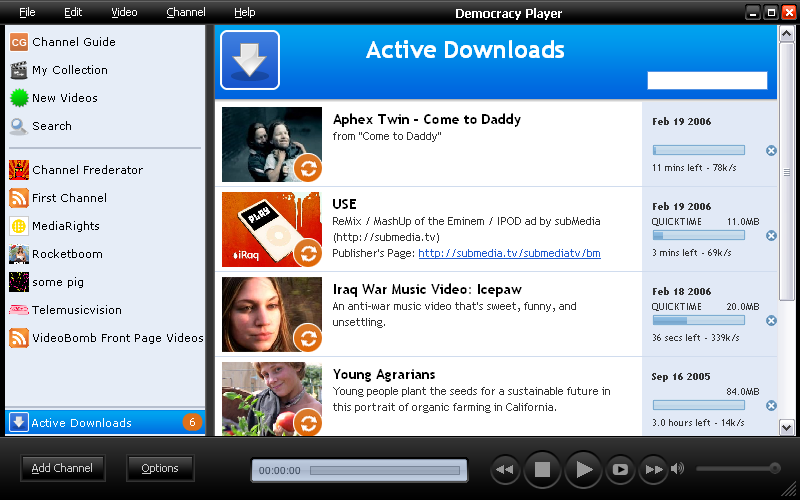 File Edit Video Channel Help Democracy Player
CG Channel Guide
My Collection
New Videos
Search
Channel Frederator
First Channel
MediaRights
Rocketboom
some pig
Telemusicvision
VideoBomb Front Page Videos
Active Downloads 6
Active Downloads
Aphex Twin - Come to Daddy
from "Come to Daddy"
Feb 19 2006
11 mins left - 78k/s
PLAY
iRaq
USE
ReMix / MashUp of the Eminem / IPOD ad by subMedia
(http://submedia.tv)
Publisher's Page: http://submedia.tv/submediatv/bm
Feb 19 2006
QUICKTIME 11.0MB
3 mins left - 69k/s
Iraq War Music Video: Icepaw
An anti-war music video that's sweet, funny, and
unsettling.
Feb 18 2006
QUICKTIME 20.0MB
36 secs left - 339k/s
Young Agrarians
Young people plant the seeds for a sustainable future in
this portrait of organic farming in California.
Sep 16 2005
84.0MB
3.0 hours left - 14k/s
Add Channel Options 00:00:00